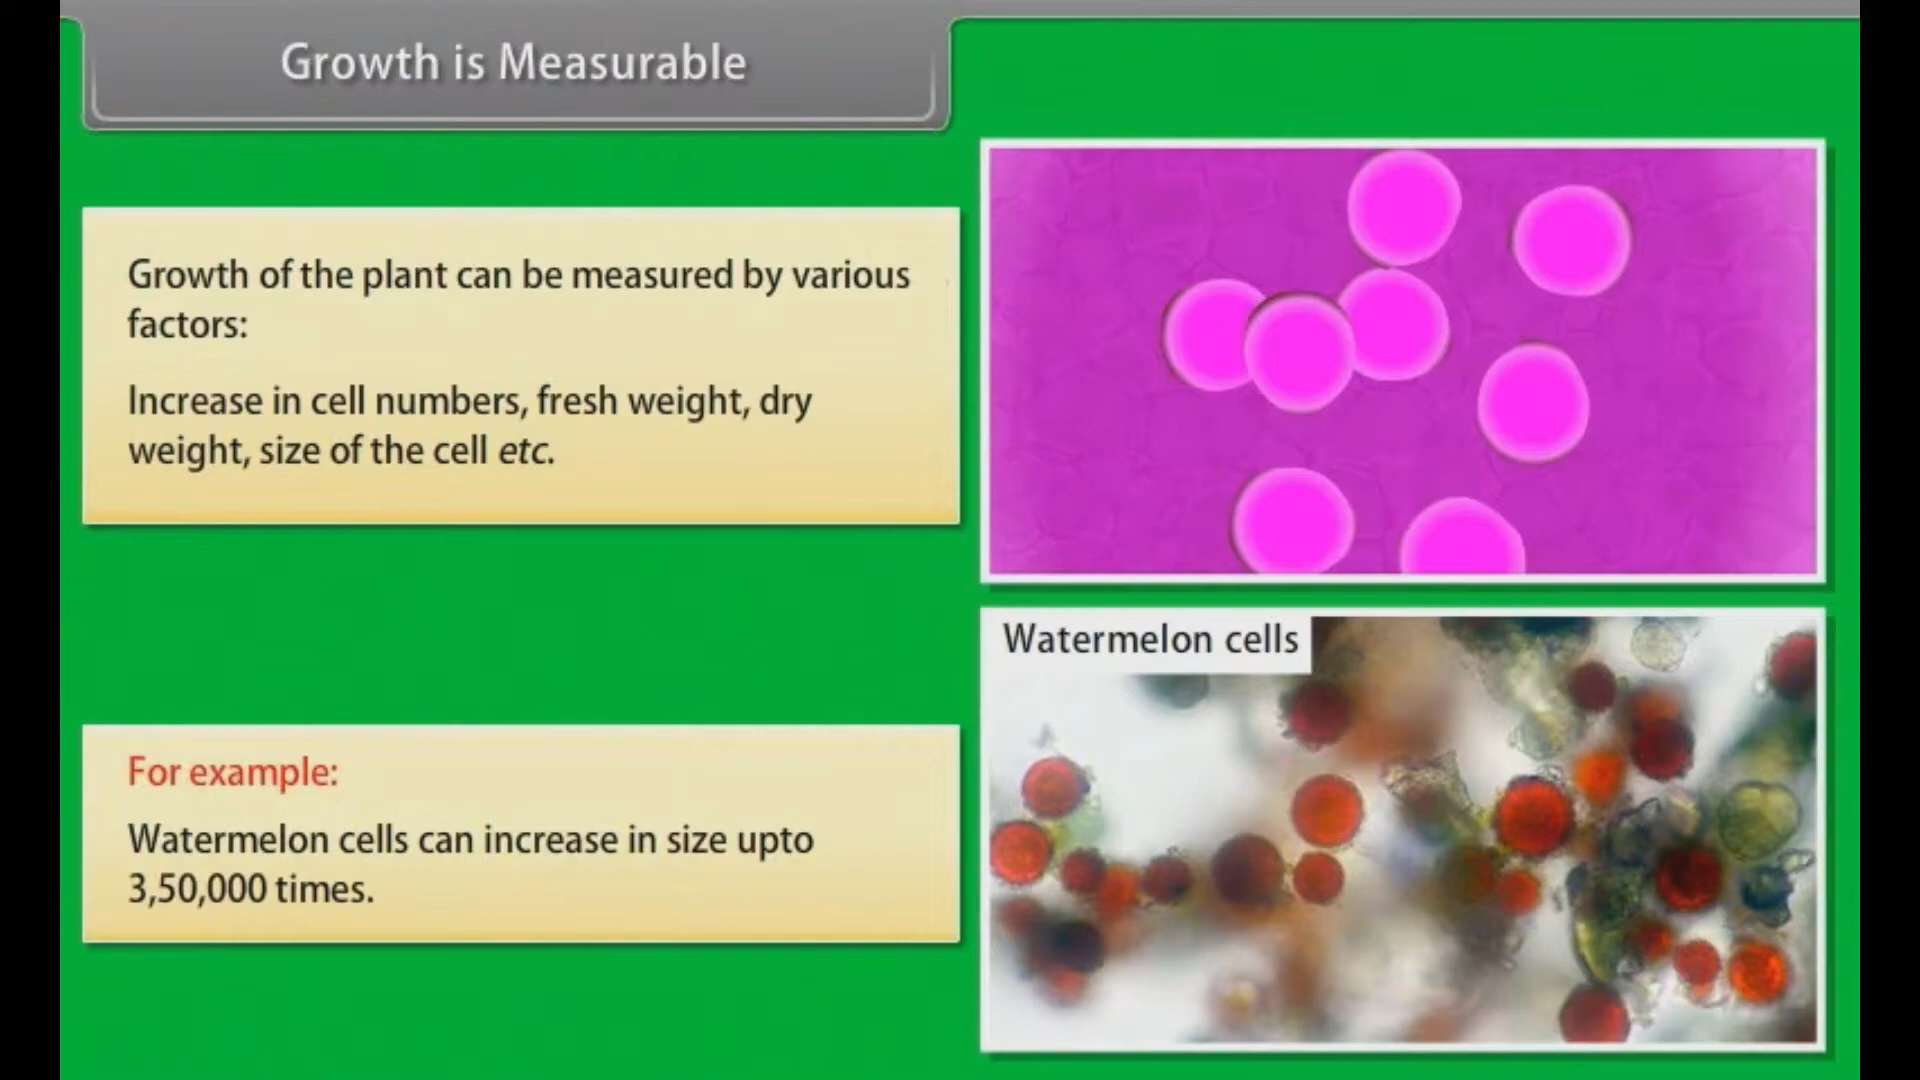 Growth is Measurable
Growth of the plant can be measured by various
factors:
Increase in cell numbers, fresh weight, dry
weight, size of the cell etc.
Watermelon cells
For example:
Watermelon cells can increase in size upto
3,50,000 times.